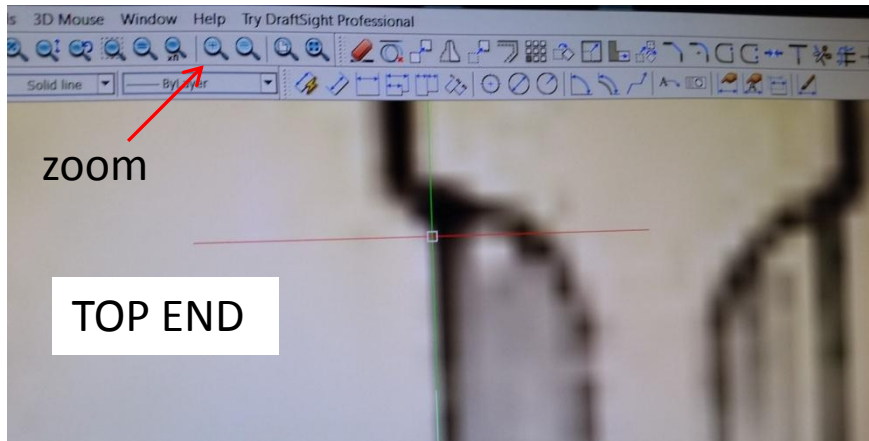 3D Mouse Window Help Try DraftSight Professional
Solid line ByLayer
zoom
TOP END